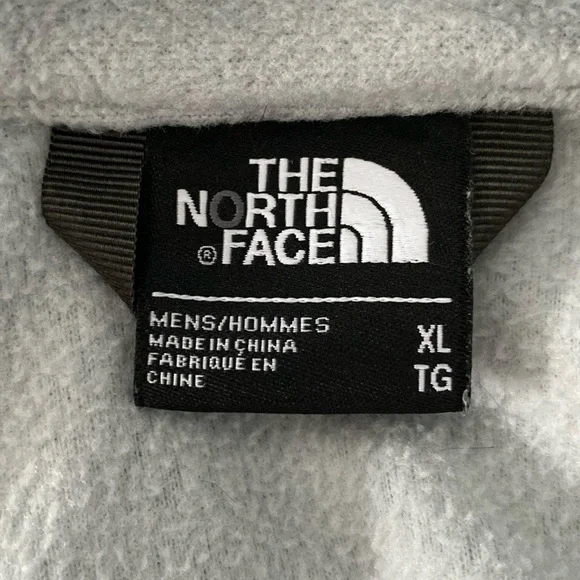 THE
NORTH
® FACE
MENS/HOMMES
MADE IN CHINA
FABRIQUÉ EN
CHINE
XL
TG